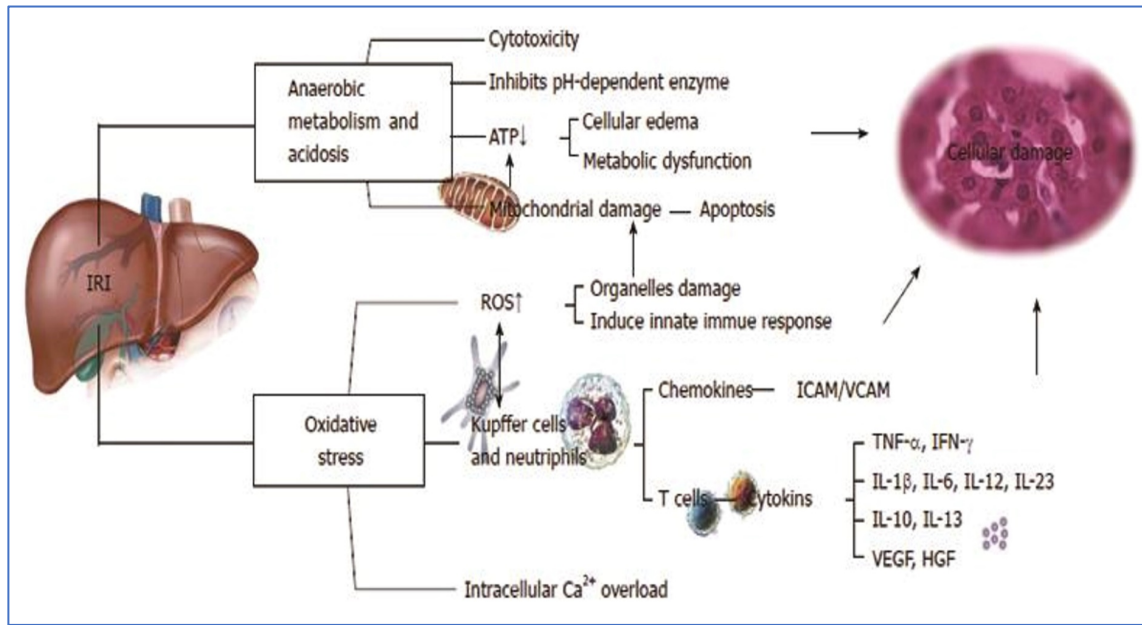 Cytotoxicity
Inhibits pH-dependent enzyme
Anaerobic
metabolism and
acidosis
ATP↓
Cellular edema
Metabolic dysfunction
Mitochondrial damage
Apoptosis
Cellular damage
IRI
ROS↑
Organelles damage
Induce innate immue response
Oxidative
stress
Kupffer cells
and neutriphils
Chemokines
ICAM/VCAM
T cells
Cytokins
TNF-α, IFN-γ
IL-1β, IL-6, IL-12, IL-23
IL-10, IL-13
VEGF, HGF
Intracellular Ca²⁺ overload